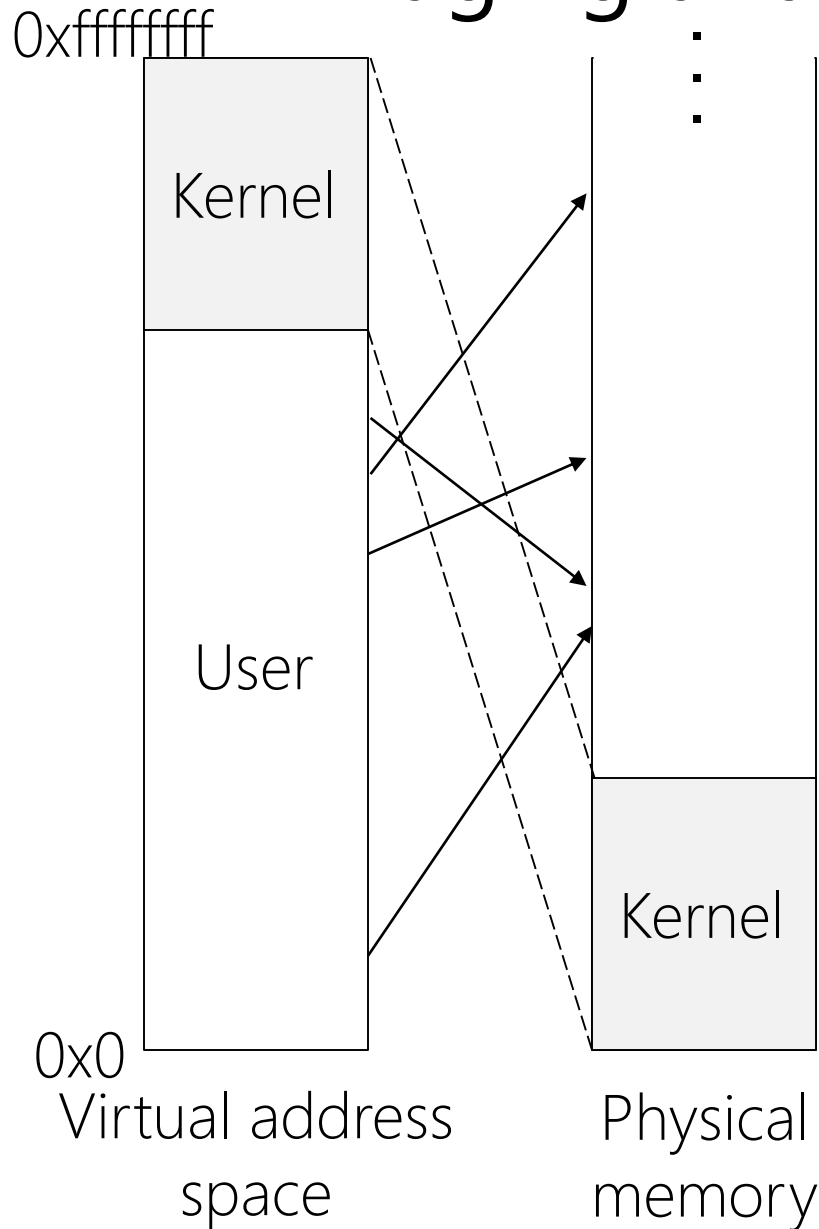 0xffffffff
Kernel
User
Kernel
0x0
Virtual address
space
Physical
memory